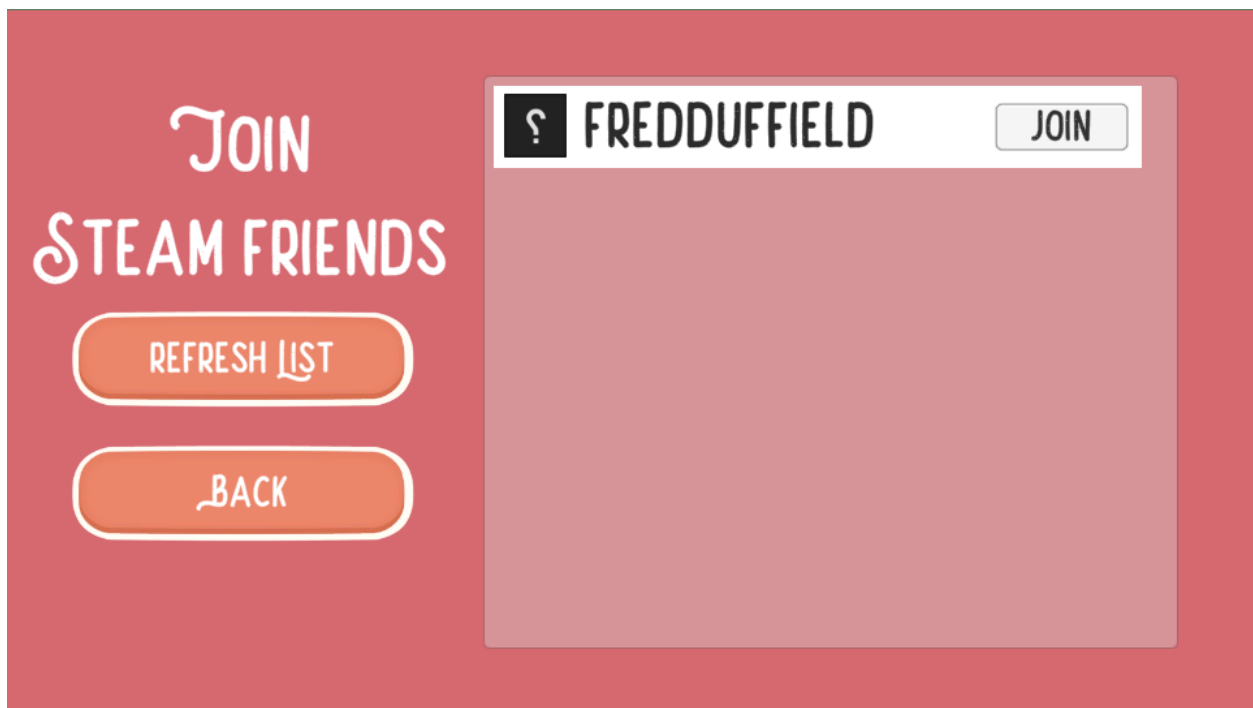 JOIN
STEAM FRIENDS
REFRESH LIST
BACK
? FREDDUFFIELD JOIN